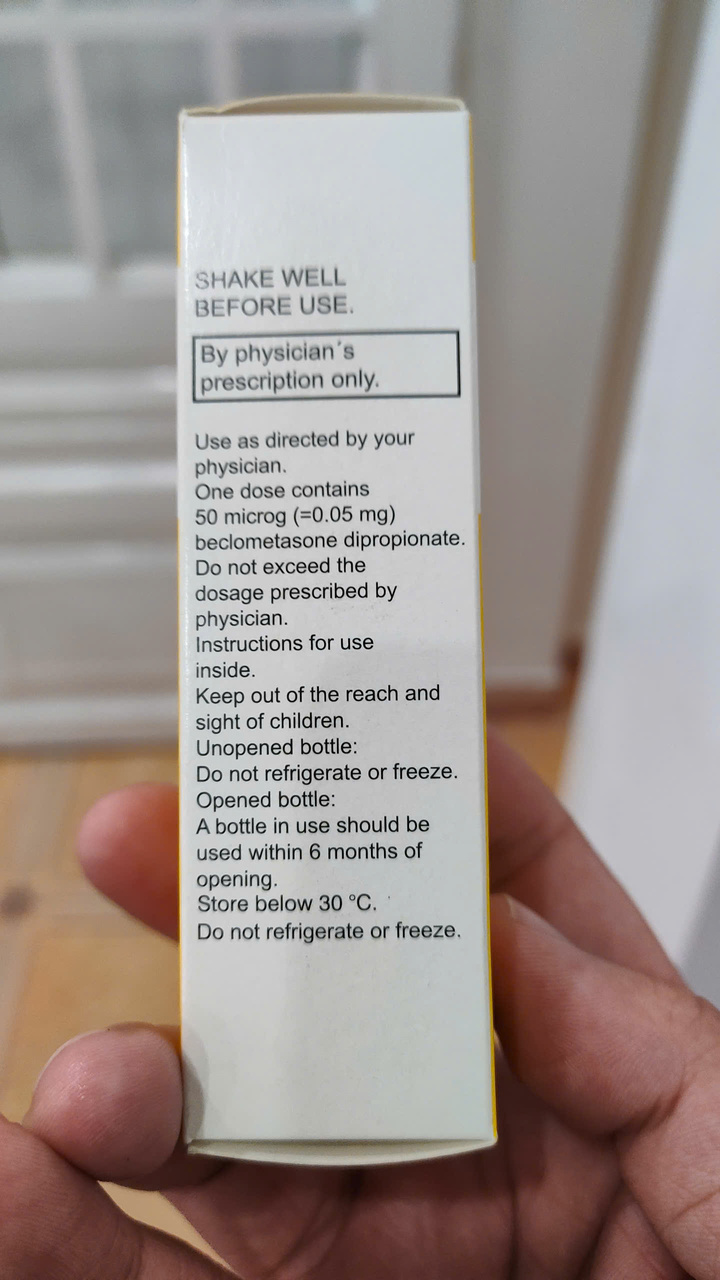 SHAKE WELL
BEFORE USE.
By physician´s
prescription only.
Use as directed by your
physician.
One dose contains
50 microg (=0.05 mg)
beclometasone dipropionate.
Do not exceed the
dosage prescribed by
physician.
Instructions for use
inside.
Keep out of the reach and
sight of children.
Unopened bottle:
Do not refrigerate or freeze.
Opened bottle:
A bottle in use should be
used within 6 months of
opening.
Store below 30 °C.
Do not refrigerate or freeze.